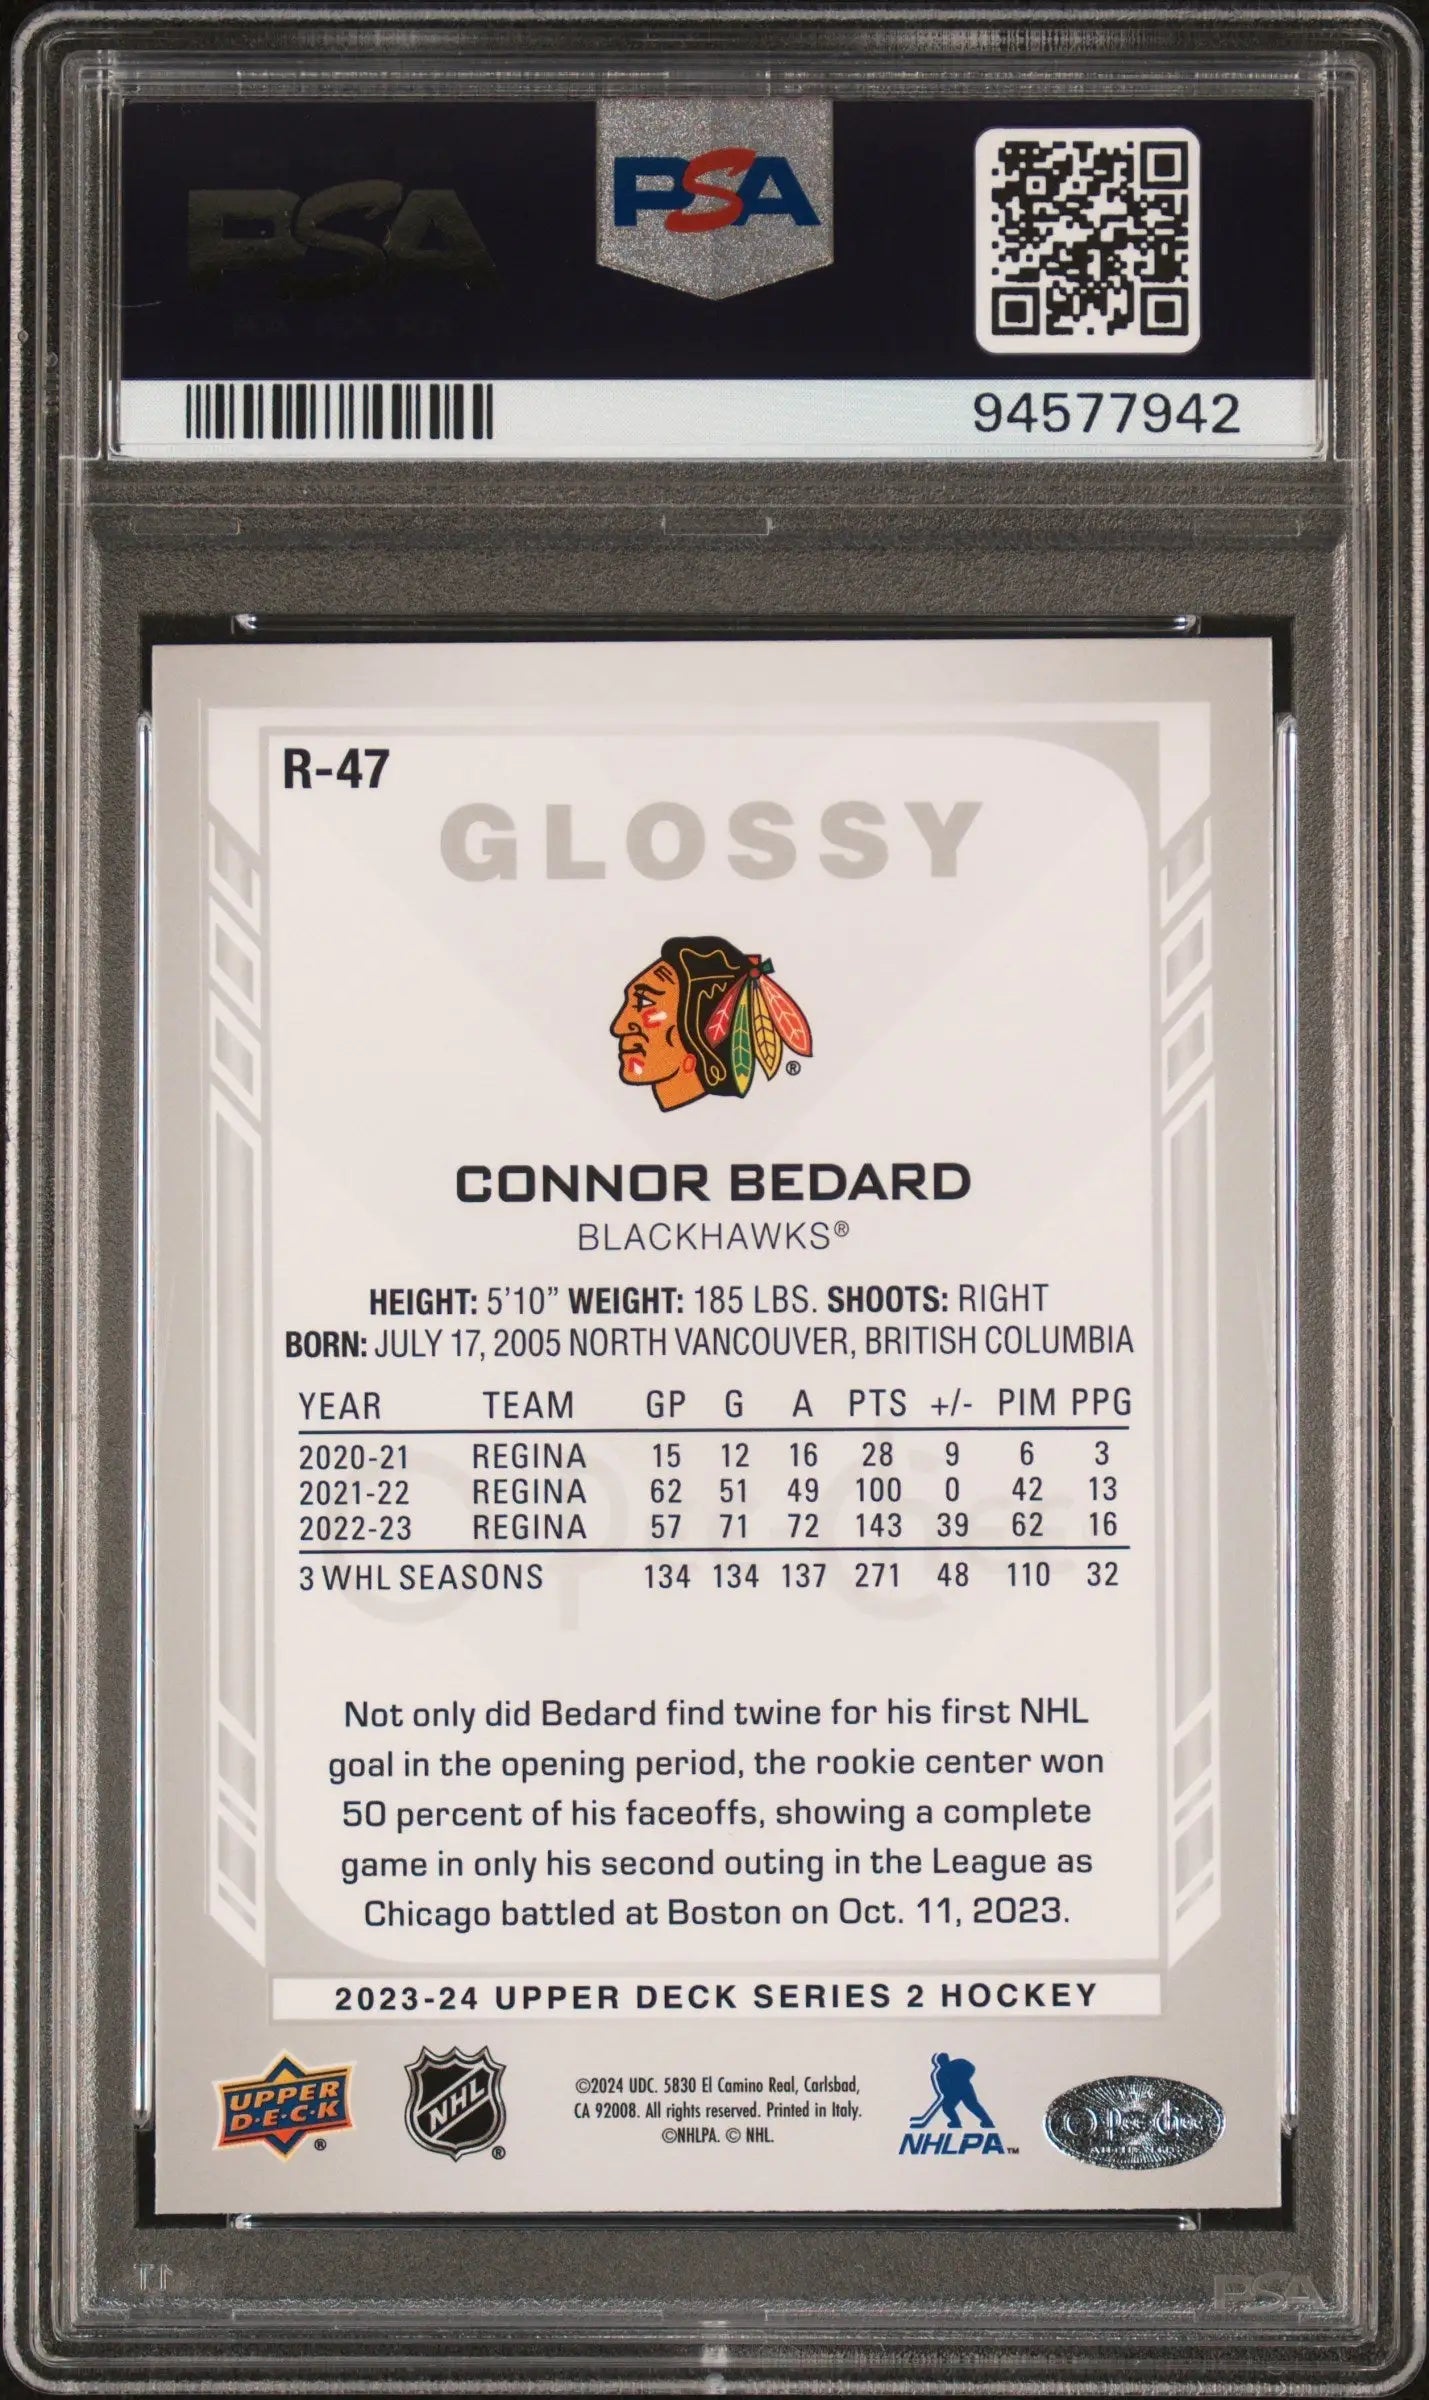 PSA
PSA
94577942
R-47
GLOSSY
®
CONNOR BEDARD
BLACKHAWKS®
HEIGHT: 5'10" WEIGHT: 185 LBS. SHOOTS: RIGHT
BORN: JULY 17, 2005 NORTH VANCOUVER, BRITISH COLUMBIA
YEAR TEAM GP G A PTS +/- PIM PPG
2020-21 REGINA 15 12 16 28 9 6 3
2021-22 REGINA 62 51 49 100 0 42 13
2022-23 REGINA 57 71 72 143 39 62 16
3 WHL SEASONS 134 134 137 271 48 110 32
Not only did Bedard find twine for his first NHL
goal in the opening period, the rookie center won
50 percent of his faceoffs, showing a complete
game in only his second outing in the League as
Chicago battled at Boston on Oct. 11, 2023.
2023-24 UPPER DECK SERIES 2 HOCKEY
UPPER
D·E·C·K ®
NHL ®
©2024 UDC. 5830 El Camino Real, Carlsbad,
CA 92008. All rights reserved. Printed in Italy.
©NHLPA. © NHL.
NHLPA™
O-Pee-Chee
PSA